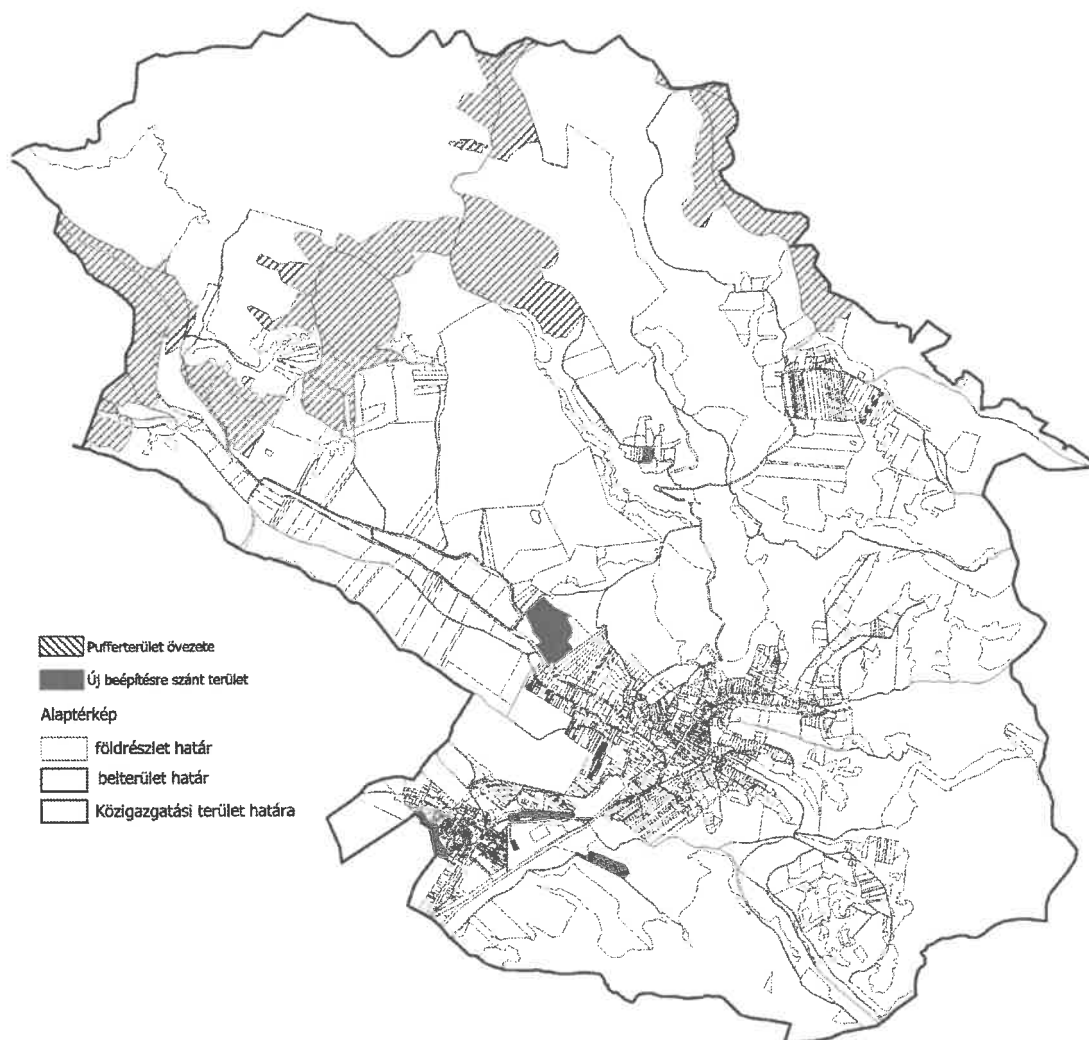 Pufferterület övezete
Új beépítésre szánt terület
Alaptérkép
földrészlet határ
belterület határ
Közigazgatási terület határa